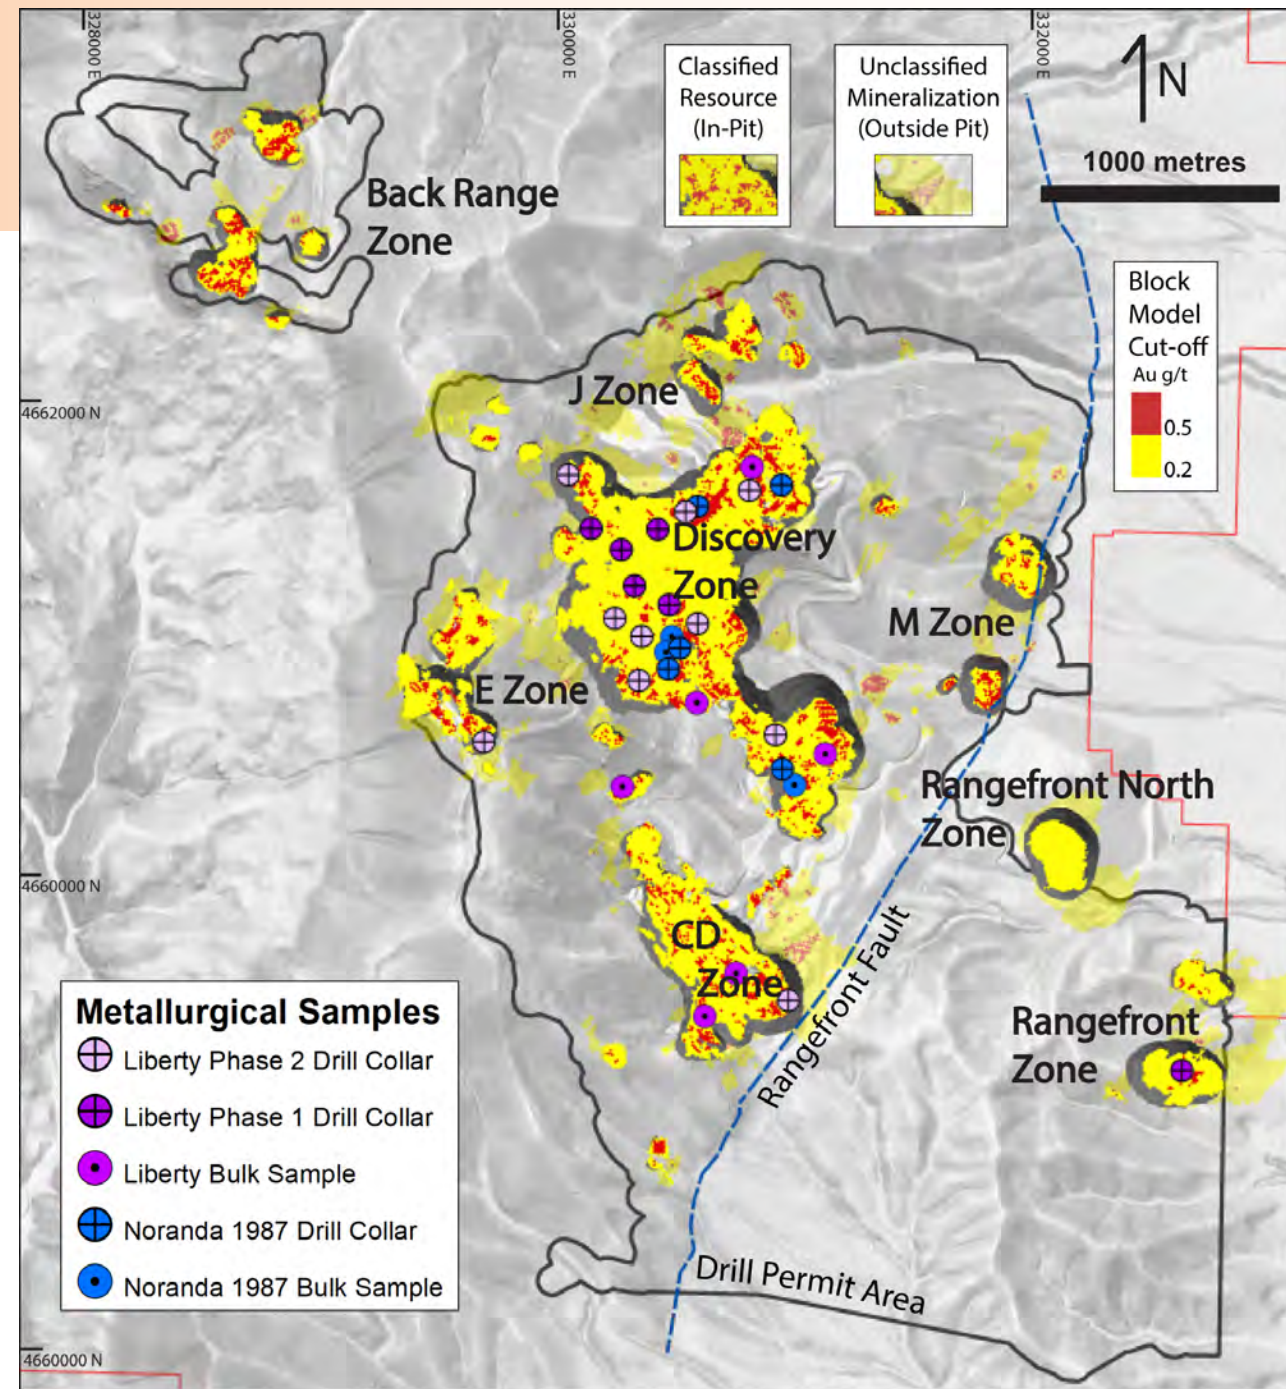 328000 E
330000 E
332000 E
Classified
Resource
(In-Pit)
Unclassified
Mineralization
(Outside Pit)
N
1000 metres
Back Range
Zone
Block
Model
Cut-off
Au g/t
0.5
0.2
J Zone
4662000 N
Discovery
Zone
M Zone
E Zone
Rangefront North
Zone
4660000 N
CD
Zone
Rangefront Fault
Rangefront
Zone
Metallurgical Samples
Liberty Phase 2 Drill Collar
Liberty Phase 1 Drill Collar
Liberty Bulk Sample
Noranda 1987 Drill Collar
Noranda 1987 Bulk Sample
Drill Permit Area
4660000 N